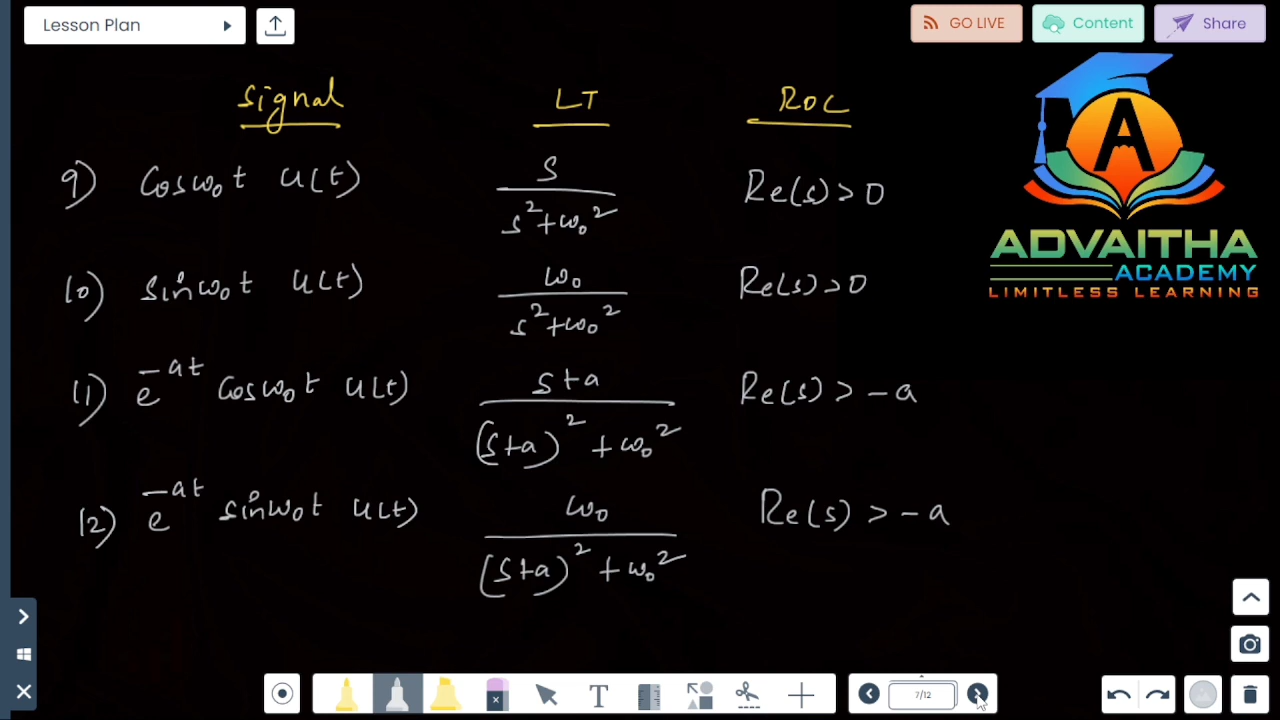 Lesson Plan
GO LIVE Content Share
Signal LT ROC
9) Cosω₀t u(t) s/(s²+ω₀²) Re(s)>0
10) sinω₀t u(t) ω₀/(s²+ω₀²) Re(s)>0
11) e^(-at) Cosω₀t u(t) (s+a)/((s+a)²+ω₀²) Re(s) > -a
12) e^(-at) sinω₀t u(t) ω₀/((s+a)²+ω₀²) Re(s) > -a
A
ADVAITHA
ACADEMY
LIMITLESS LEARNING
T
7/12